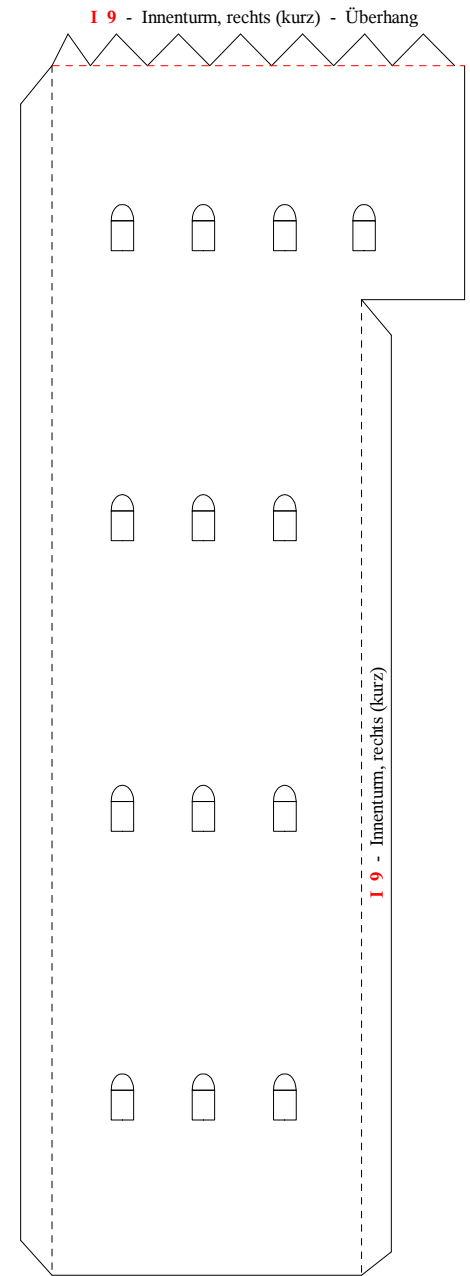 I 9 - Innenturm, rechts (kurz) - Überhang
I 9 - Innenturm, rechts (kurz)